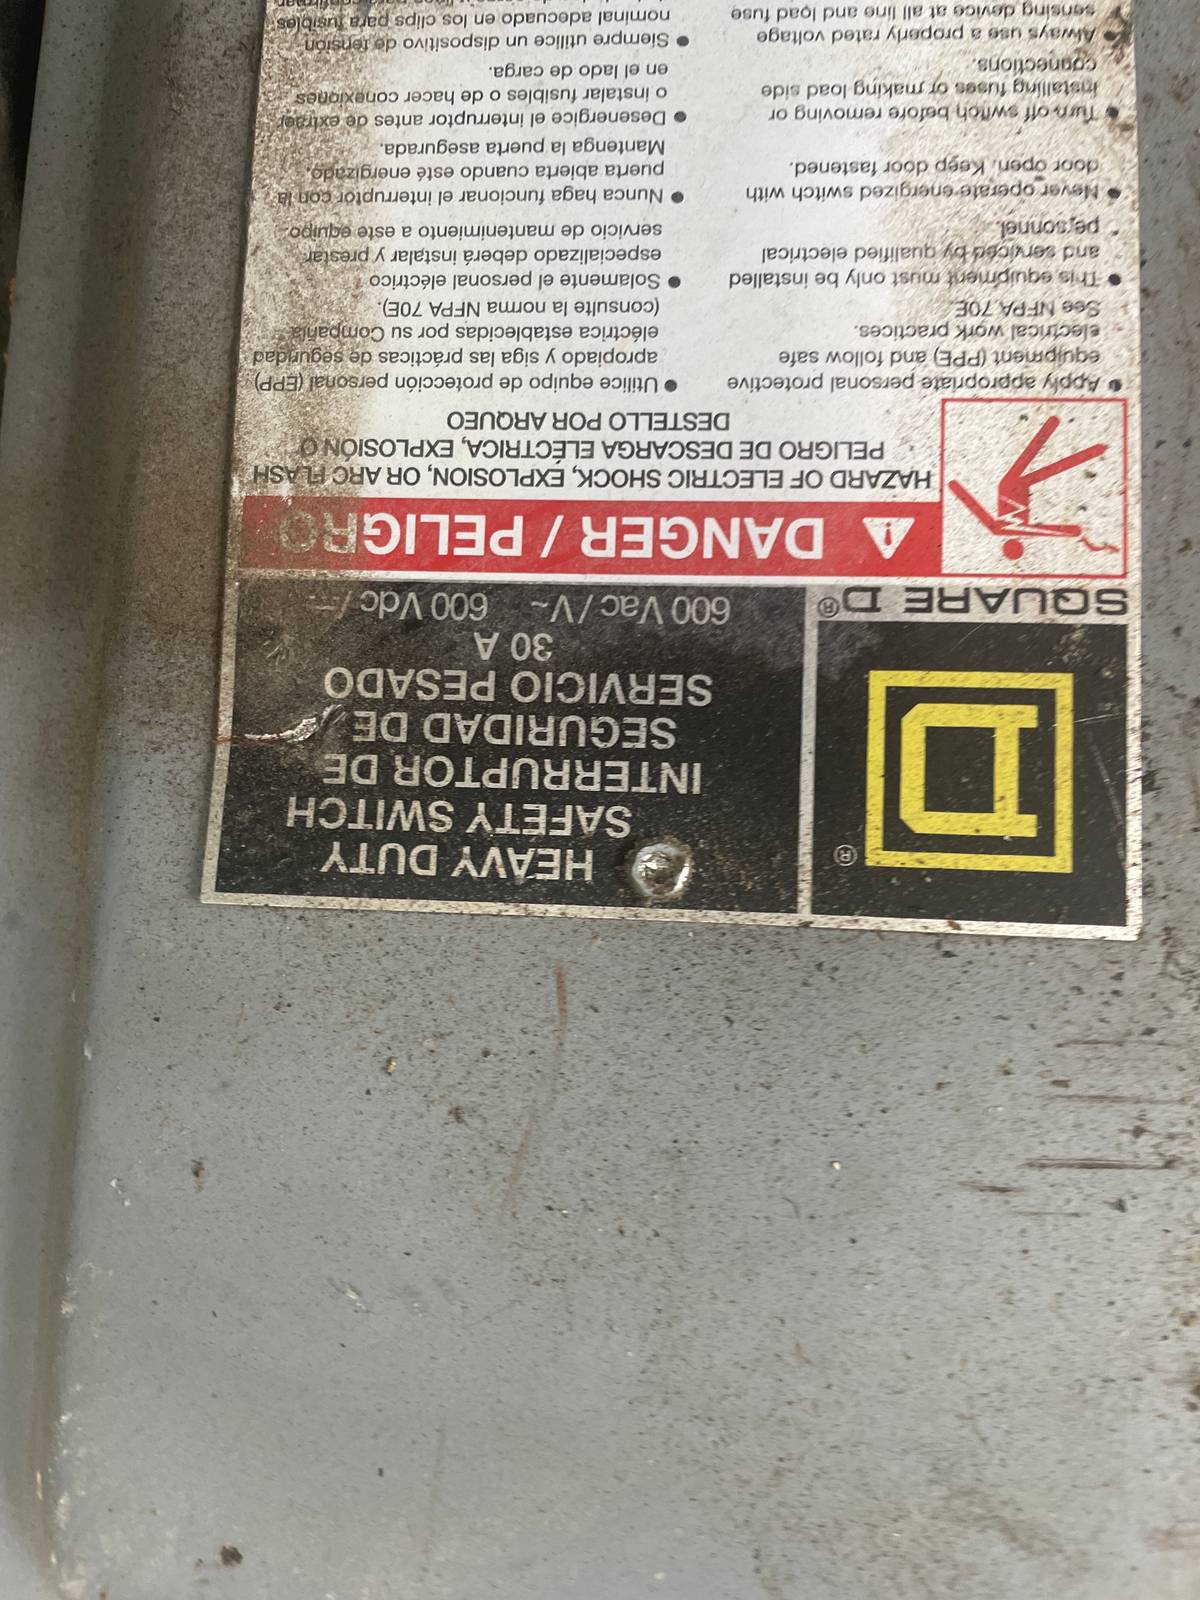 HEAVY DUTY
SAFETY SWITCH
INTERRUPTOR DE
SEGURIDAD DE
SERVICIO PESADO
30 A
600 Vac / V~ 600 Vdc /
®
SQUARE D®
DANGER / PELIGRO
HAZARD OF ELECTRIC SHOCK, EXPLOSION, OR ARC FLASH
PELIGRO DE DESCARGA ELÉCTRICA, EXPLOSIÓN O
DESTELLO POR ARQUEO
● Apply appropriate personal protective
equipment (PPE) and follow safe
electrical work practices.
See NFPA 70E.
● This equipment must only be installed
and serviced by qualified electrical
personnel.
● Never operate energized switch with
door open. Keep door fastened.
● Turn off switch before removing or
installing fuses or making load side
connections.
● Always use a properly rated voltage
sensing device at all line and load fuse
● Utilice equipo de protección personal (EPP)
apropiado y siga las prácticas de seguridad
eléctrica establecidas por su Compañía
(consulte la norma NFPA 70E).
● Solamente el personal eléctrico
especializado deberá instalar y prestar
servicio de mantenimiento a este equipo.
● Nunca haga funcionar el interruptor con la
puerta abierta cuando esté energizado.
Mantenga la puerta asegurada.
● Desenergice el interruptor antes de extraer
o instalar fusibles o de hacer conexiones
en el lado de carga.
● Siempre utilice un dispositivo de tensión
nominal adecuado en los clips para fusibles